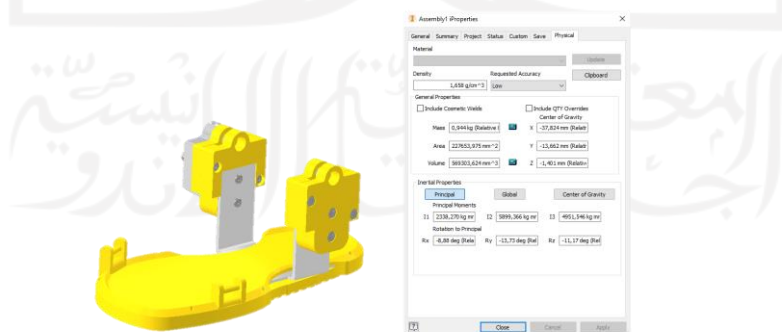 Assembly1 iProperties
General Summary Project Status Custom Save Physical
Material
Update
Density Requested Accuracy Clipboard
1,658 g/cm^3 Low
General Properties
Include Cosmetic Welds Include QTY Overrides
Center of Gravity
Mass 0,944 kg (Relative X -37,824 mm (Relati
Area 227653,975 mm^2 Y -13,662 mm (Relati
Volume 569303,624 mm^3 Z -1,401 mm (Relativ
Inertial Properties
Principal Global Center of Gravity
Principal Moments
I1 2338,270 kg mr I2 5899,366 kg mr I3 4951,046 kg mr
Rotation to Principal
Rx -8,88 deg (Rela Ry -13,73 deg (Rel Rz -11,17 deg (Rel
Close Cancel Apply